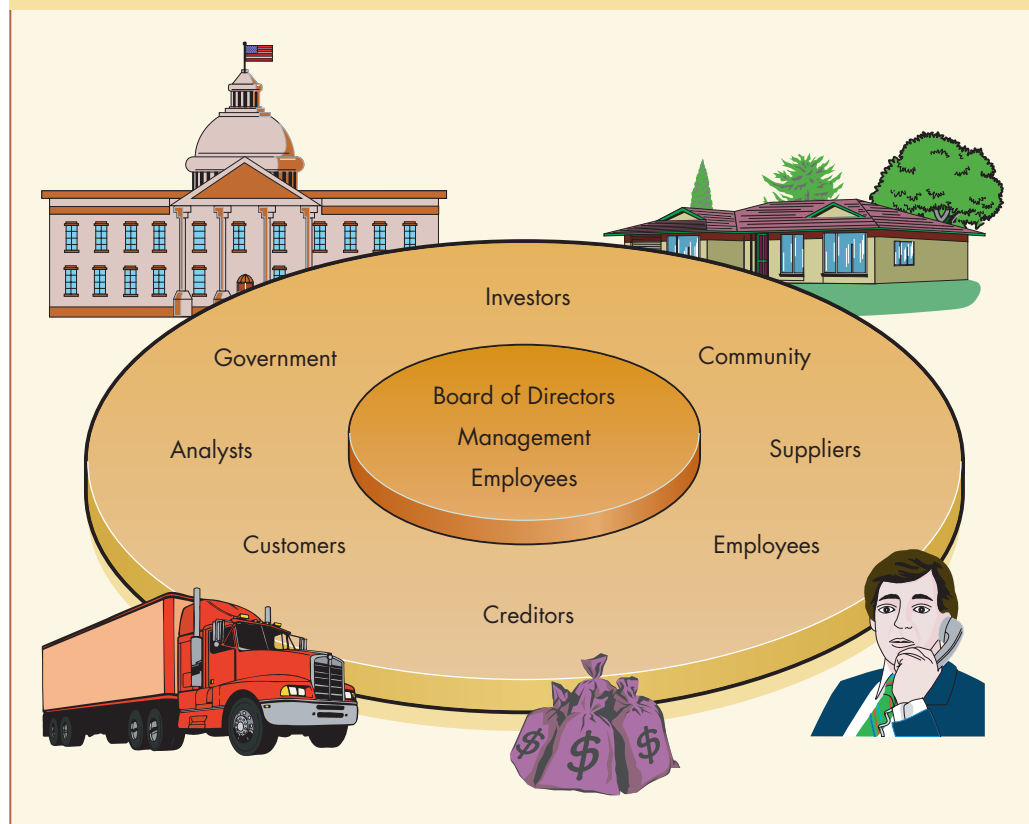 Investors
Government
Community
Board of Directors
Management
Employees
Analysts
Suppliers
Customers
Employees
Creditors
$
$
$